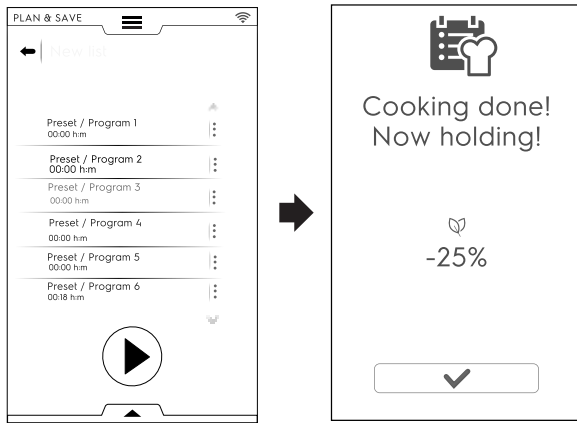 PLAN & SAVE
New list
Preset / Program 1
00:00 h:m
Preset / Program 2
00:00 h:m
Preset / Program 3
00:00 h:m
Preset / Program 4
00:00 h:m
Preset / Program 5
00:00 h:m
Preset / Program 6
00:18 h:m
Cooking done!
Now holding!
-25%